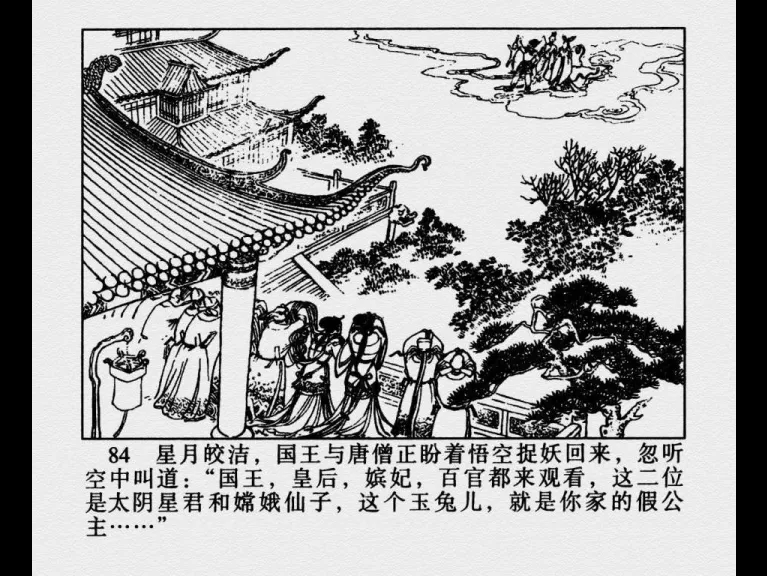 84 星月皎洁，国王与唐僧正盼着悟空捉妖回来，忽听
空中叫道：“国王，皇后，嫔妃，百官都来观看，这二位
是太阴星君和嫦娥仙子，这个玉兔儿，就是你家的假公
主……”